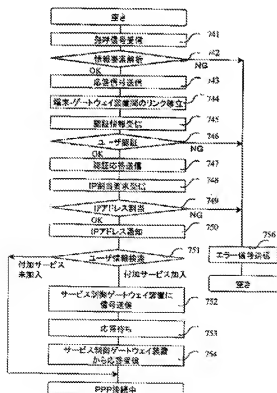 空き
呼設定信号受信
741
情報要素解析
742
OK
NG
応答信号送信
743
端末-ゲートウェイ装置間のリンク確立
744
認証情報受信
745
ユーザ認証
746
OK
NG
認証応答送信
747
IP割当要求受信
748
IPアドレス割当
749
OK
NG
IPアドレス通知
750
ユーザ情報検索
751
付加サービス
未加入
付加サービス加入
756
エラー信号送信
空き
サービス制御ゲートウェイ装置に
信号送信
752
応答待ち
753
サービス制御ゲートウェイ装置
から応答受信
754
PPP接続中